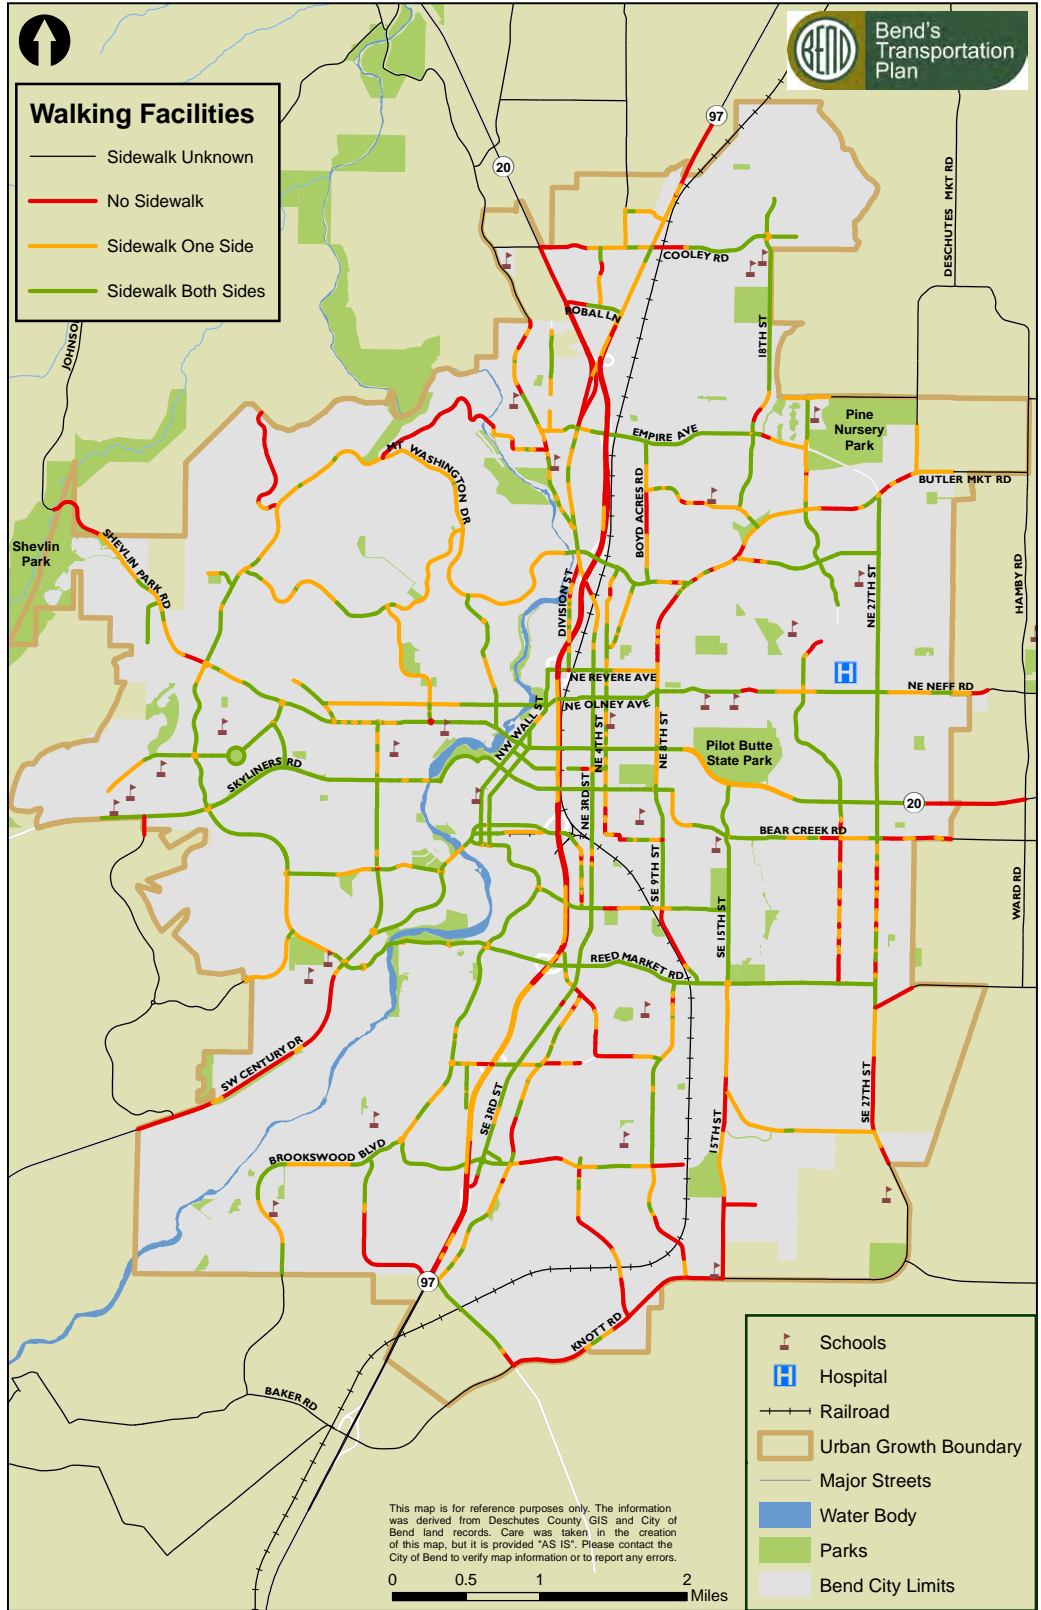 BEND
Bend's
Transportation
Plan
Walking Facilities
Sidewalk Unknown
No Sidewalk
Sidewalk One Side
Sidewalk Both Sides
97
20
DESCHUTES MKT RD
COOLEY RD
ROBAL LN
18TH ST
JOHNSO
EMPIRE AVE
Pine
Nursery
Park
MT WASHINGTON DR
BOYD ACRES RD
BUTLER MKT RD
Shevlin
Park
SHEVLIN PARK RD
DIVISION ST
NE 27TH ST
HAMBY RD
NE REVERE AVE
NE NEFF RD
NE OLNEY AVE
NW WALL ST
NE 4TH ST
NE 8TH ST
Pilot Butte
State Park
SKYLINERS RD
NE 3RD ST
20
BEAR CREEK RD
SE 9TH ST
WARD RD
SE 15TH ST
REED MARKET RD
SW CENTURY DR
SE 3RD ST
SE 27TH ST
15TH ST
BROOKSWOOD BLVD
97
KNOTT RD
BAKER RD
H
Schools
H
Hospital
Railroad
Urban Growth Boundary
Major Streets
Water Body
Parks
Bend City Limits
This map is for reference purposes only. The information
was derived from Deschutes County GIS and City of
Bend land records. Care was taken in the creation
of this map, but it is provided "AS IS". Please contact the
City of Bend to verify map information or to report any errors.
0 0.5 1 2
Miles